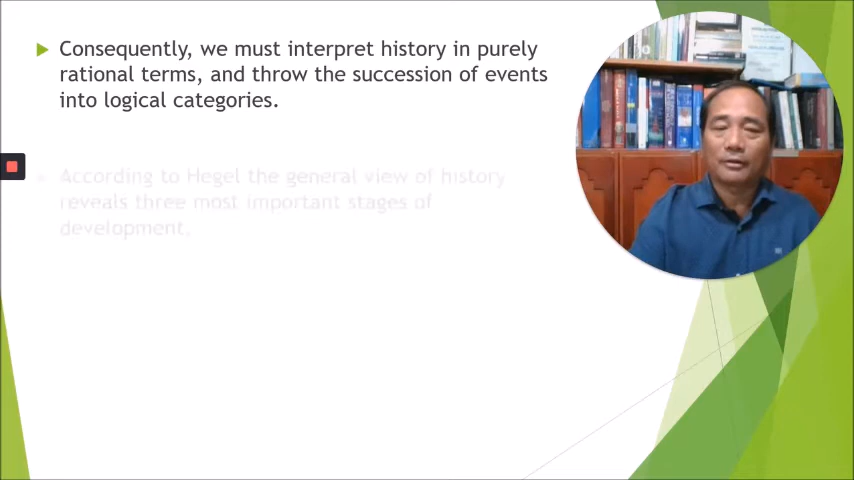 Consequently, we must interpret history in purely
rational terms, and throw the succession of events
into logical categories.
According to Hegel the general view of history
reveals three most important stages of
development.